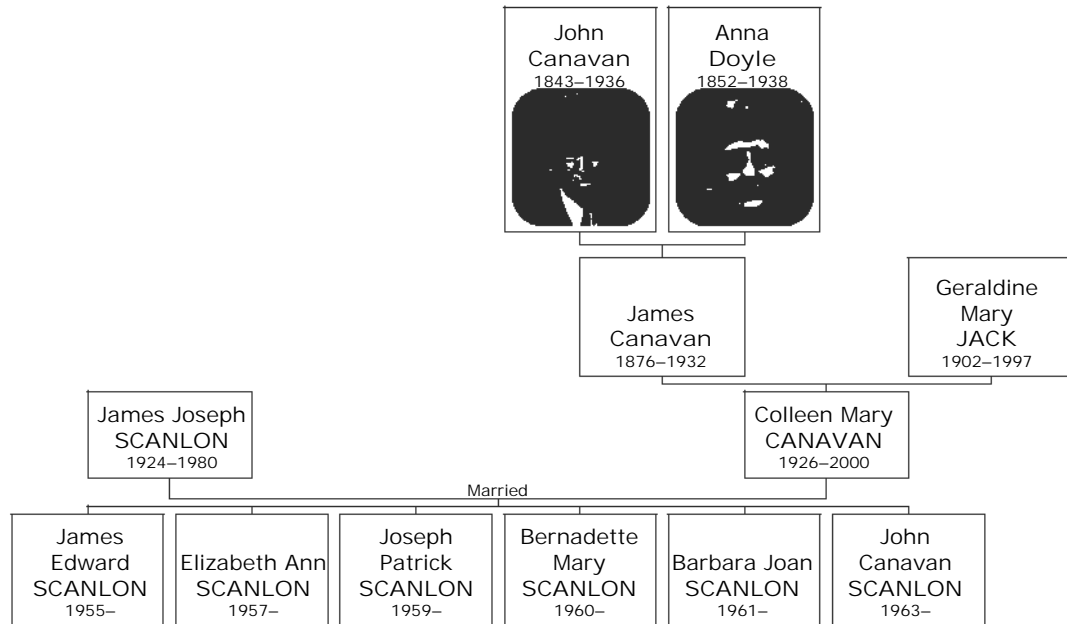 John
Canavan
1843–1936
Anna
Doyle
1852–1938
James
Canavan
1876–1932
Geraldine
Mary
JACK
1902–1997
James Joseph
SCANLON
1924–1980
Colleen Mary
CANAVAN
1926–2000
Married
James
Edward
SCANLON
1955–
Elizabeth Ann
SCANLON
1957–
Joseph
Patrick
SCANLON
1959–
Bernadette
Mary
SCANLON
1960–
Barbara Joan
SCANLON
1961–
John
Canavan
SCANLON
1963–